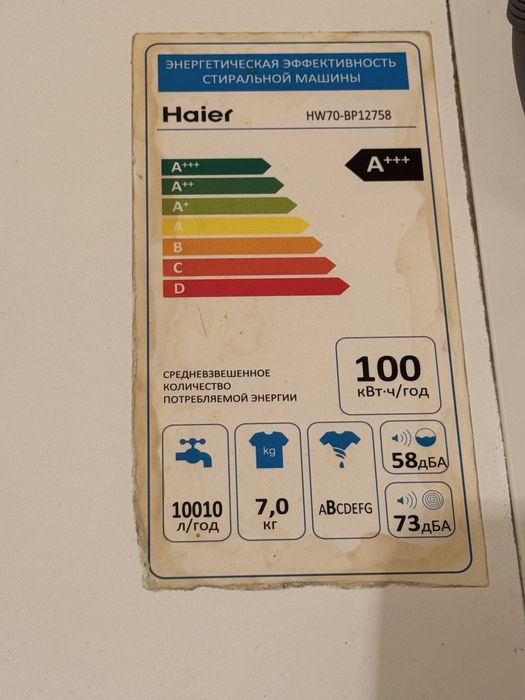 ЭНЕРГЕТИЧЕСКАЯ ЭФФЕКТИВНОСТЬ
СТИРАЛЬНОЙ МАШИНЫ
Haier HW70-BP12758
A+++ A+++
A++
A+
A
B
C
D
СРЕДНЕВЗВЕШЕННОЕ
КОЛИЧЕСТВО
ПОТРЕБЛЯЕМОЙ ЭНЕРГИИ
100
кВт·ч/год
10010
л/год
kg
7,0
кг
ABCDEFG
58дБА
73дБА